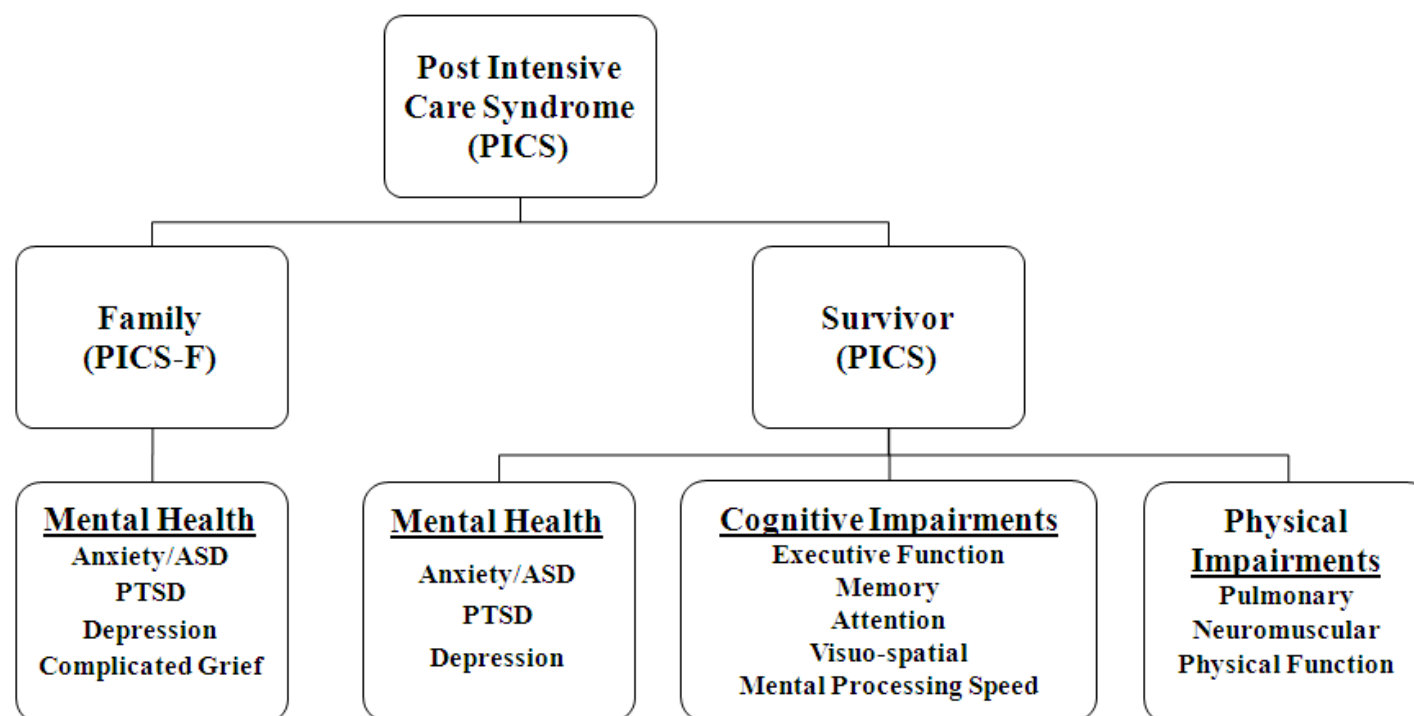 Post Intensive
Care Syndrome
(PICS)
Family
(PICS-F)
Survivor
(PICS)
Mental Health
Anxiety/ASD
PTSD
Depression
Complicated Grief
Mental Health
Anxiety/ASD
PTSD
Depression
Cognitive Impairments
Executive Function
Memory
Attention
Visuo-spatial
Mental Processing Speed
Physical
Impairments
Pulmonary
Neuromuscular
Physical Function